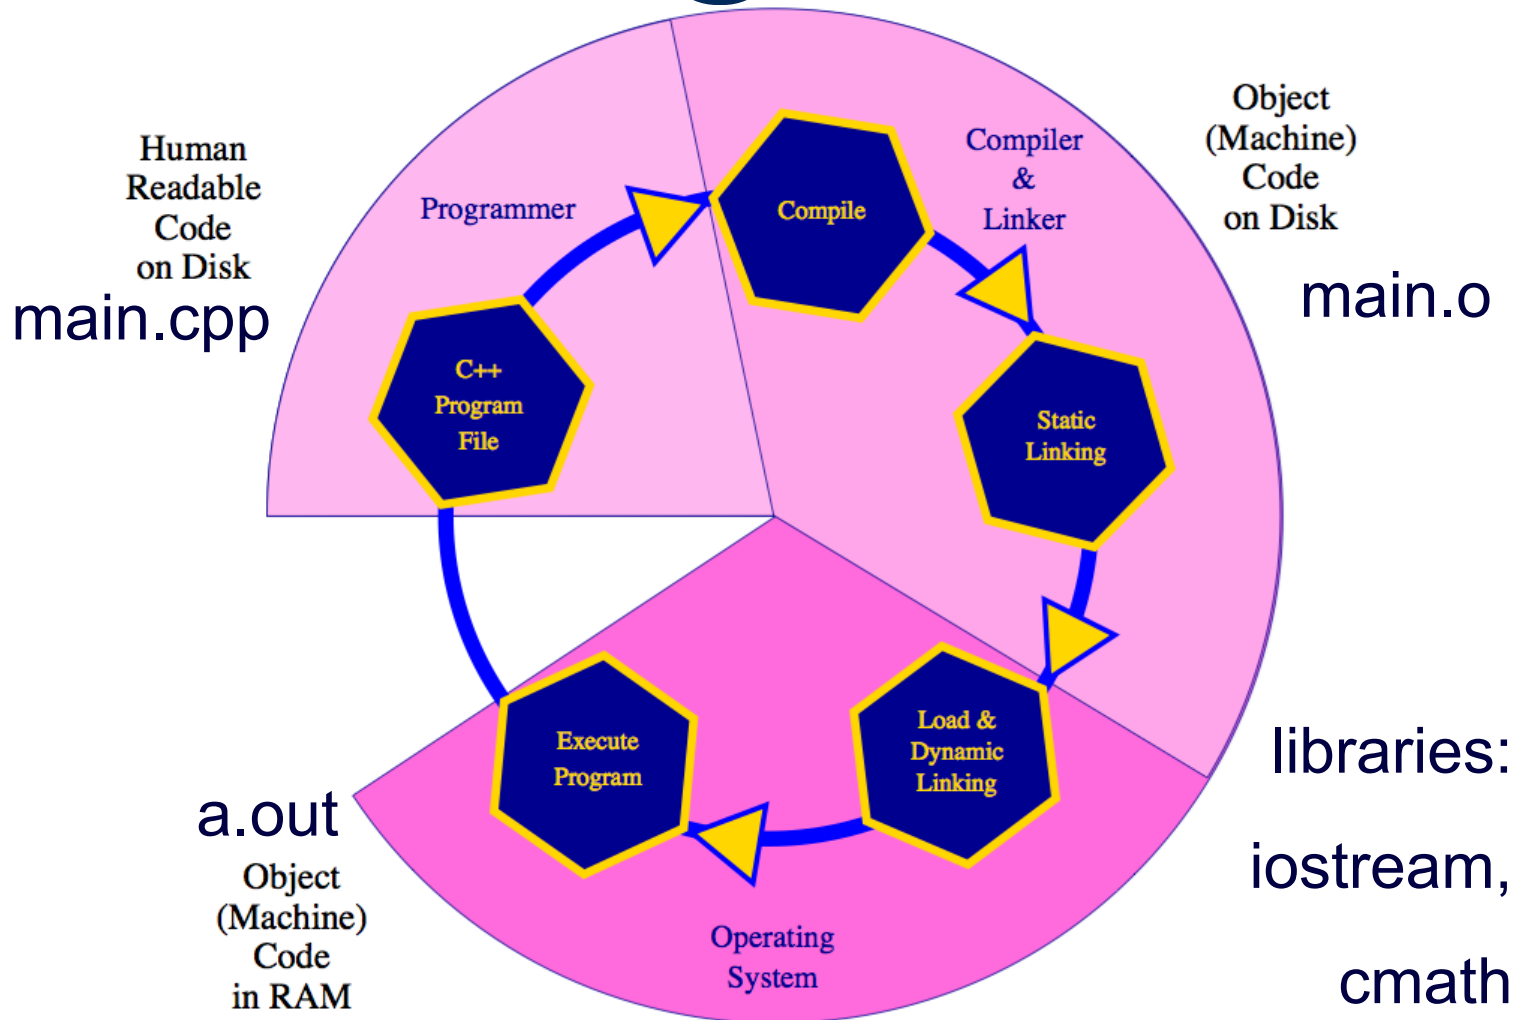 Human
Readable
Code
on Disk
main.cpp
Programmer
C++
Program
File
Compile
Compiler
&
Linker
Object
(Machine)
Code
on Disk
main.o
Static
Linking
Load &
Dynamic
Linking
libraries:
iostream,
cmath
Operating
System
Execute
Program
a.out
Object
(Machine)
Code
in RAM